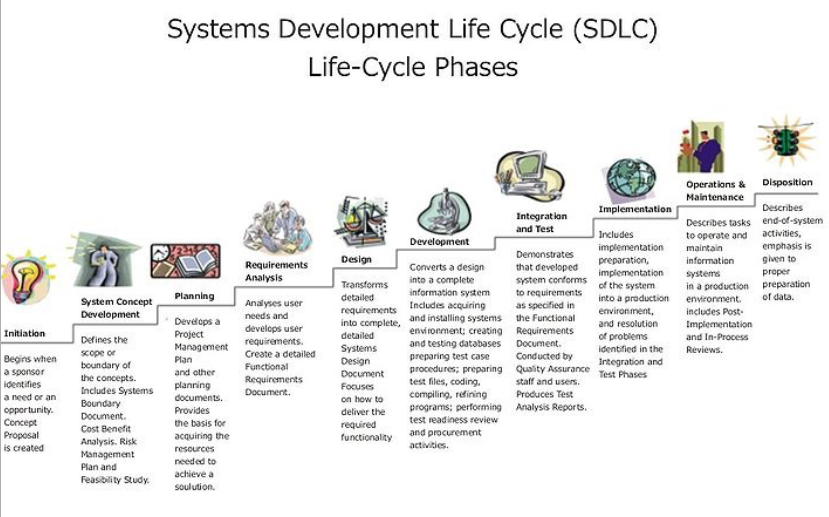 Systems Development Life Cycle (SDLC)
Life-Cycle Phases
Initiation
Begins when
a sponsor
identifies
a need or an
opportunity.
Concept
Proposal
is created
System Concept
Development
Defines the
scope or
boundary of
the concepts.
Includes Systems
Boundary
Document.
Cost Benefit
Analysis. Risk
Management
Plan and
Feasibility Study.
Planning
Develops a
Project
Management
Plan
and other
planning
documents.
Provides
the basis for
acquiring the
resources
needed to
achieve a
soulution.
Requirements
Analysis
Analyses user
needs and
develops user
requirements.
Create a detailed
Functional
Requirements
Document.
Design
Transforms
detailed
requirements
into complete,
detailed
Systems
Design
Document
Focuses
on how to
deliver the
required
functionality
Development
Converts a design
into a complete
information system
Includes acquiring
and installing systems
environment; creating
and testing databases
preparing test case
procedures; preparing
test files, coding,
compiling, refining
programs; performing
test readiness review
and procurement
activities.
Integration
and Test
Demonstrates
that developed
system conforms
to requirements
as specified in
the Functional
Requirements
Document.
Conducted by
Quality Assurance
staff and users.
Produces Test
Analysis Reports.
Implementation
Includes
implementation
preparation,
implementation
of the system
into a production
environment,
and resolution
of problems
identified in the
Integration and
Test Phases
Operations &
Maintenance
Describes tasks
to operate and
maintain
information
systems
in a production
environment.
includes Post-
Implementation
and In-Process
Reviews.
Disposition
Describes
end-of-system
activities,
emphasis is
given to
proper
preparation
of data.